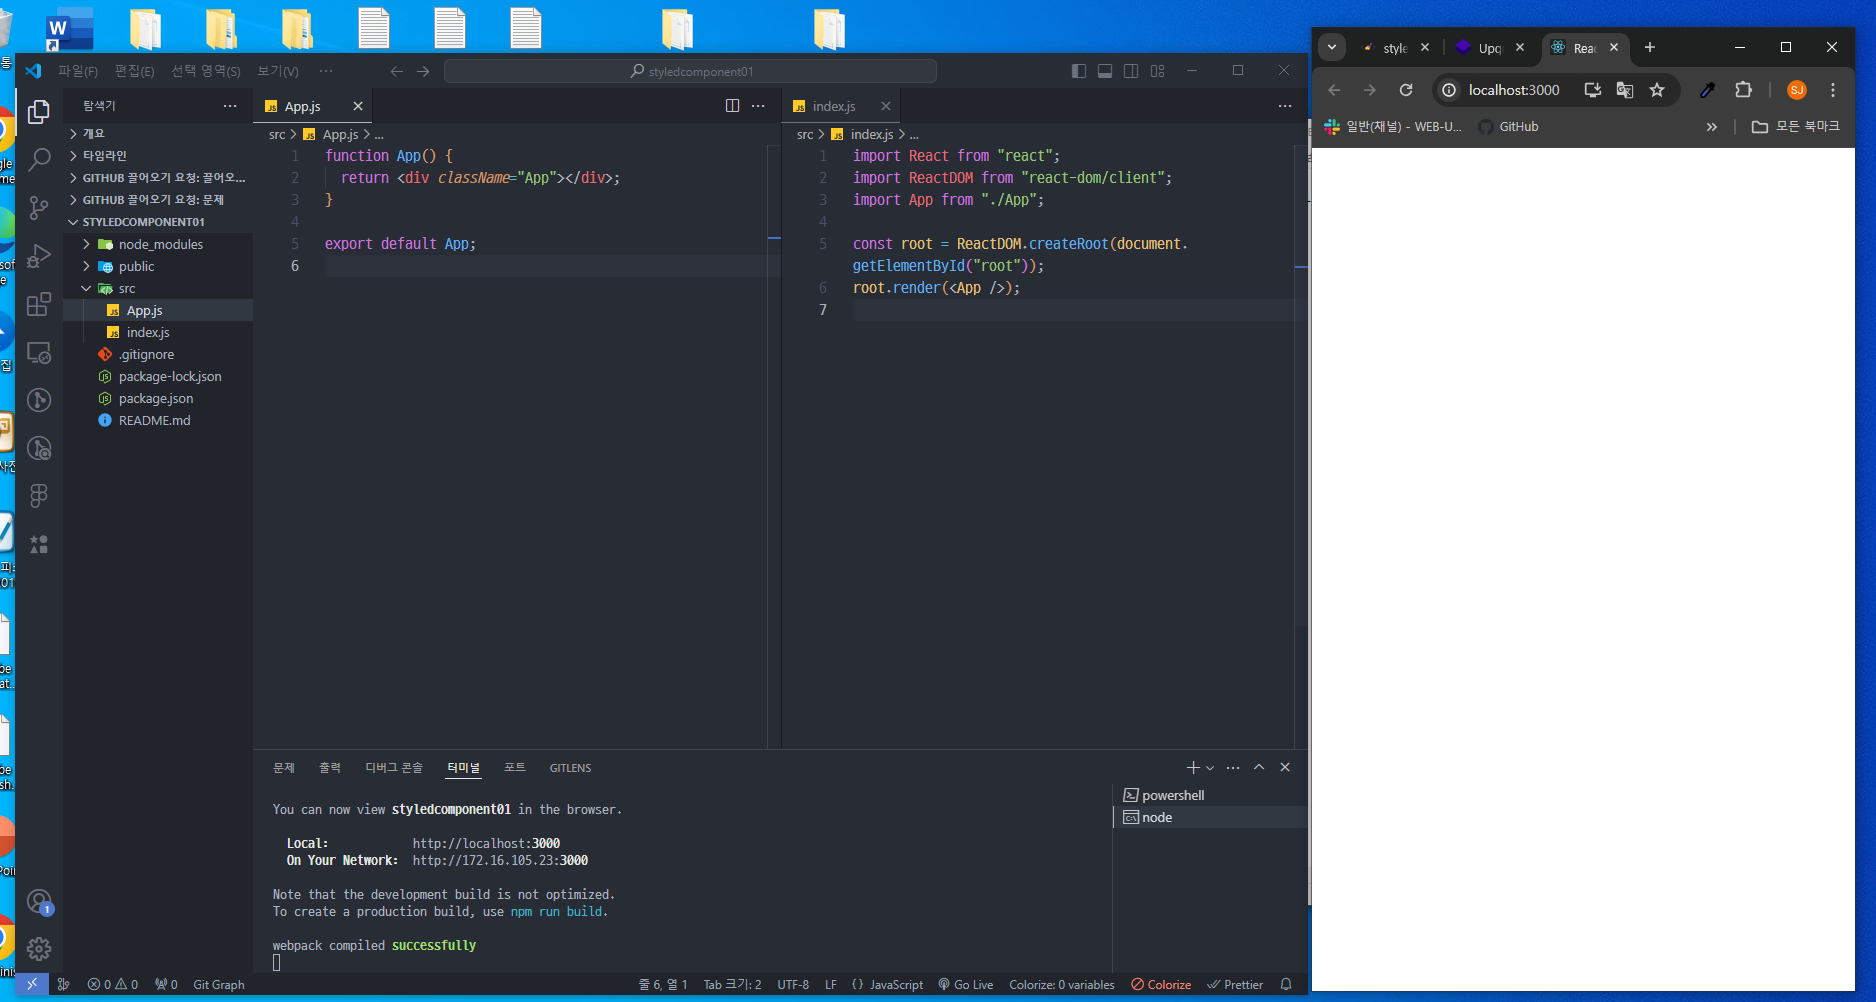 통
W
파일(F) 편집(E) 선택 영역(S) 보기(V) ··· styledcomponent01
탐색기 ···
개요
타임라인
GITHUB 끌어오기 요청: 끌어오...
GITHUB 끌어오기 요청: 문제
STYLEDCOMPONENT01
node_modules
public
src
JS App.js
JS index.js
.gitignore
package-lock.json
package.json
README.md
JS App.js
src > JS App.js > ...
1 function App() {
2 return <div className="App"></div>;
3 }
4
5 export default App;
6
JS index.js
src > JS index.js > ...
1 import React from "react";
2 import ReactDOM from "react-dom/client";
3 import App from "./App";
4
5 const root = ReactDOM.createRoot(document.
getElementById("root"));
6 root.render(<App />);
7
문제 출력 디버그 콘솔 터미널 포트 GITLENS
You can now view styledcomponent01 in the browser.
Local: http://localhost:3000
On Your Network: http://172.16.105.23:3000
Note that the development build is not optimized.
To create a production build, use npm run build.
webpack compiled successfully
powershell
node
1
0 0 0 Git Graph 줄 6, 열 1 Tab 크기: 2 UTF-8 LF { } JavaScript Go Live Colorize: 0 variables Colorize Prettier
style Upq Reac
localhost:3000 SJ
일반(채널) - WEB-U... GitHub » 모든 북마크